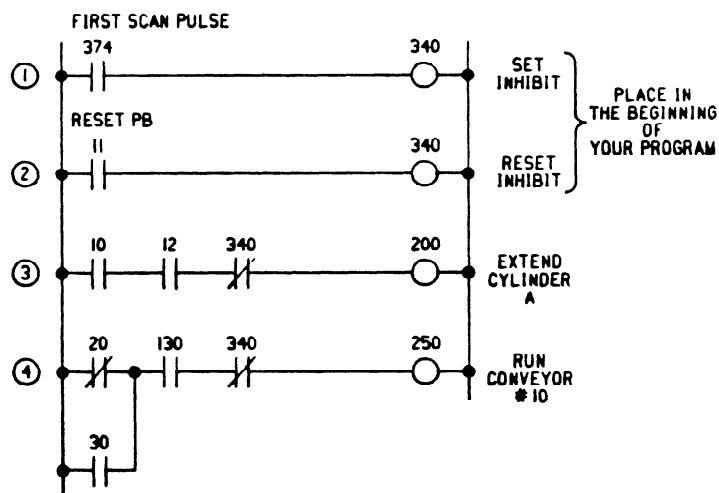 FIRST SCAN PULSE
374
340
1
SET
INHIBIT
PLACE IN
THE BEGINNING
OF
YOUR PROGRAM
RESET PB
11
340
2
RESET
INHIBIT
10
12
340
200
3
EXTEND
CYLINDER
A
20
130
340
250
4
RUN
CONVEYOR
#10
30